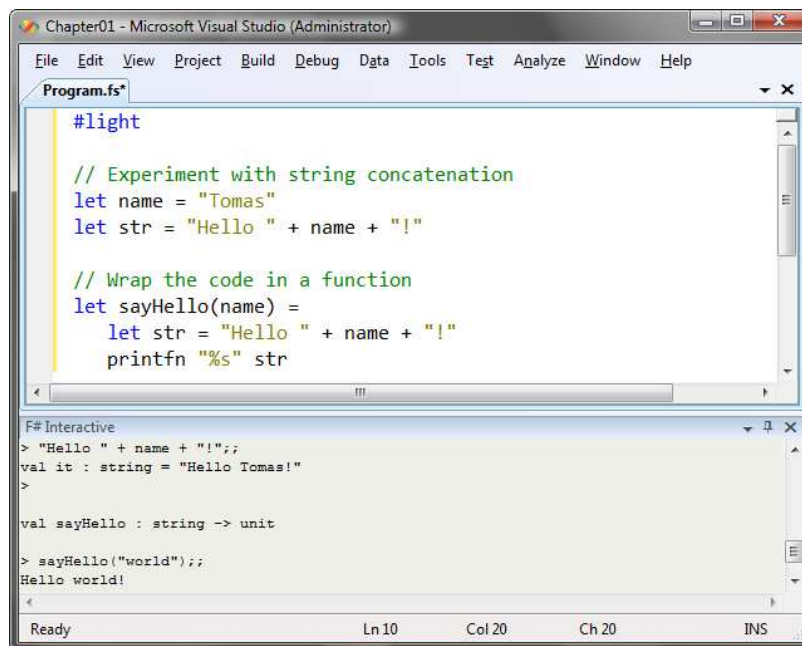 Chapter01 - Microsoft Visual Studio (Administrator)
File Edit View Project Build Debug Data Tools Test Analyze Window Help
Program.fs*
#light
// Experiment with string concatenation
let name = "Tomas"
let str = "Hello " + name + "!"
// Wrap the code in a function
let sayHello(name) =
let str = "Hello " + name + "!"
printfn "%s" str
F# Interactive
> "Hello " + name + "!";;
val it : string = "Hello Tomas!"
>
val sayHello : string -> unit
> sayHello("world");;
Hello world!
Ready Ln 10 Col 20 Ch 20 INS